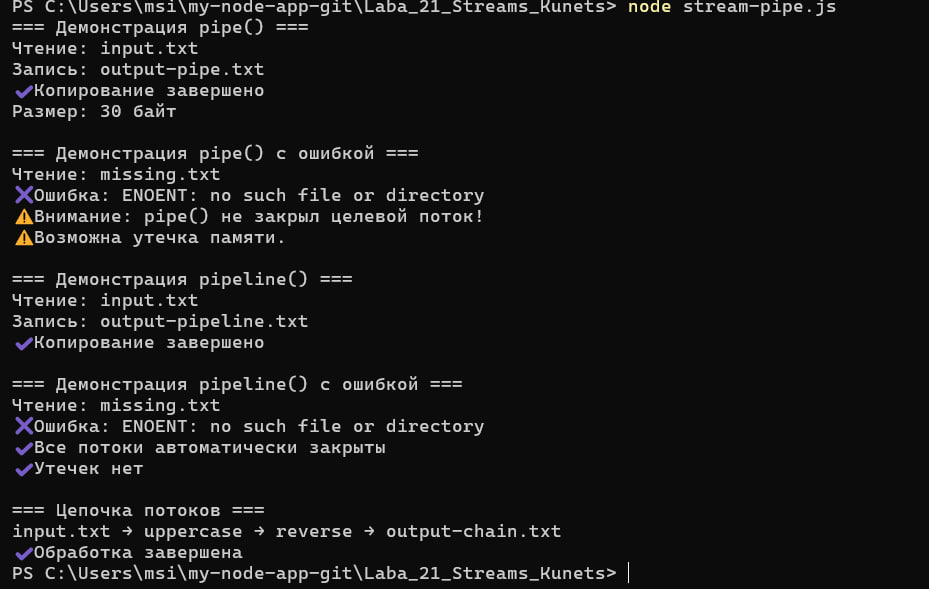 PS C:\Users\msi\my-node-app-git\Laba_21_Streams_Kunets> node stream-pipe.js
=== Демонстрация pipe() ===
Чтение: input.txt
Запись: output-pipe.txt
✔Копирование завершено
Размер: 30 байт
=== Демонстрация pipe() с ошибкой ===
Чтение: missing.txt
❌Ошибка: ENOENT: no such file or directory
⚠Внимание: pipe() не закрыл целевой поток!
⚠Возможна утечка памяти.
=== Демонстрация pipeline() ===
Чтение: input.txt
Запись: output-pipeline.txt
✔Копирование завершено
=== Демонстрация pipeline() с ошибкой ===
Чтение: missing.txt
❌Ошибка: ENOENT: no such file or directory
✔Все потоки автоматически закрыты
✔Утечек нет
=== Цепочка потоков ===
input.txt → uppercase → reverse → output-chain.txt
✔Обработка завершена
PS C:\Users\msi\my-node-app-git\Laba_21_Streams_Kunets>